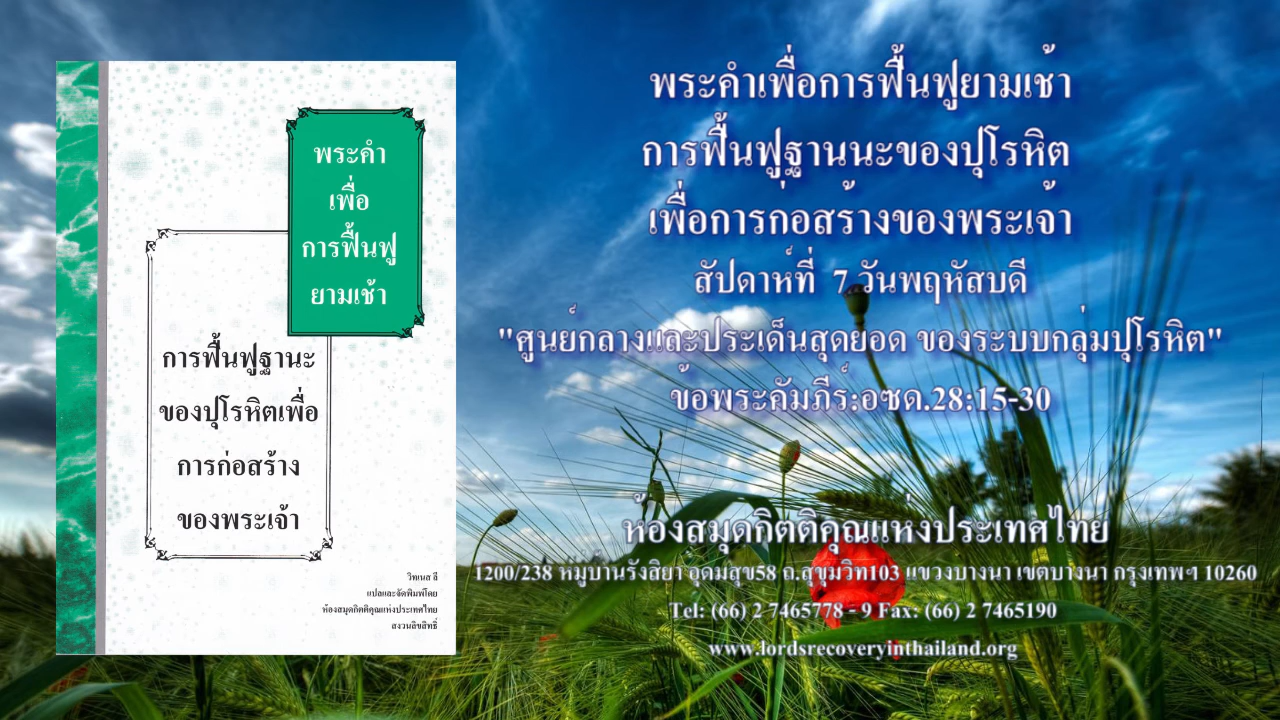 พระคำ
เพื่อ
การฟื้นฟู
ยามเช้า
การฟื้นฟูฐานะ
ของปุโรหิตเพื่อ
การก่อสร้าง
ของพระเจ้า
วิทเนส ลี
แปลและจัดพิมพ์โดย
ห้องสมุดกิตติคุณแห่งประเทศไทย
สงวนลิขสิทธิ์
พระคำเพื่อการฟื้นฟูยามเช้า
การฟื้นฟูฐานนะของปุโรหิต
เพื่อการก่อสร้างของพระเจ้า
สัปดาห์ที่ 7 วันพฤหัสบดี
"ศูนย์กลางและประเด็นสุดยอด ของระบบกลุ่มปุโรหิต"
ข้อพระคัมภีร์:อซด.28:15-30
ห้องสมุดกิตติคุณแห่งประเทศไทย
1200/238 หมู่บ้านรังสิยา อุดมสุข58 ถ.สุขุมวิท103 แขวงบางนา เขตบางนา กรุงเทพฯ 10260
Tel: (66) 2 7465778 - 9 Fax: (66) 2 7465190
www.lordsrecoveryinthailand.org